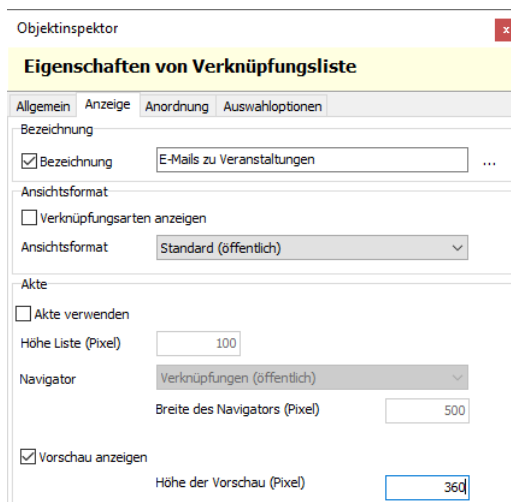 Objektinspektor x
Eigenschaften von Verknüpfungsliste
Allgemein Anzeige Anordnung Auswahloptionen
Bezeichnung
Bezeichnung E-Mails zu Veranstaltungen ...
Ansichtsformat
Verknüpfungsarten anzeigen
Ansichtsformat Standard (öffentlich)
Akte
Akte verwenden
Höhe Liste (Pixel) 100
Navigator Verknüpfungen (öffentlich)
Breite des Navigators (Pixel) 500
Vorschau anzeigen
Höhe der Vorschau (Pixel) 360